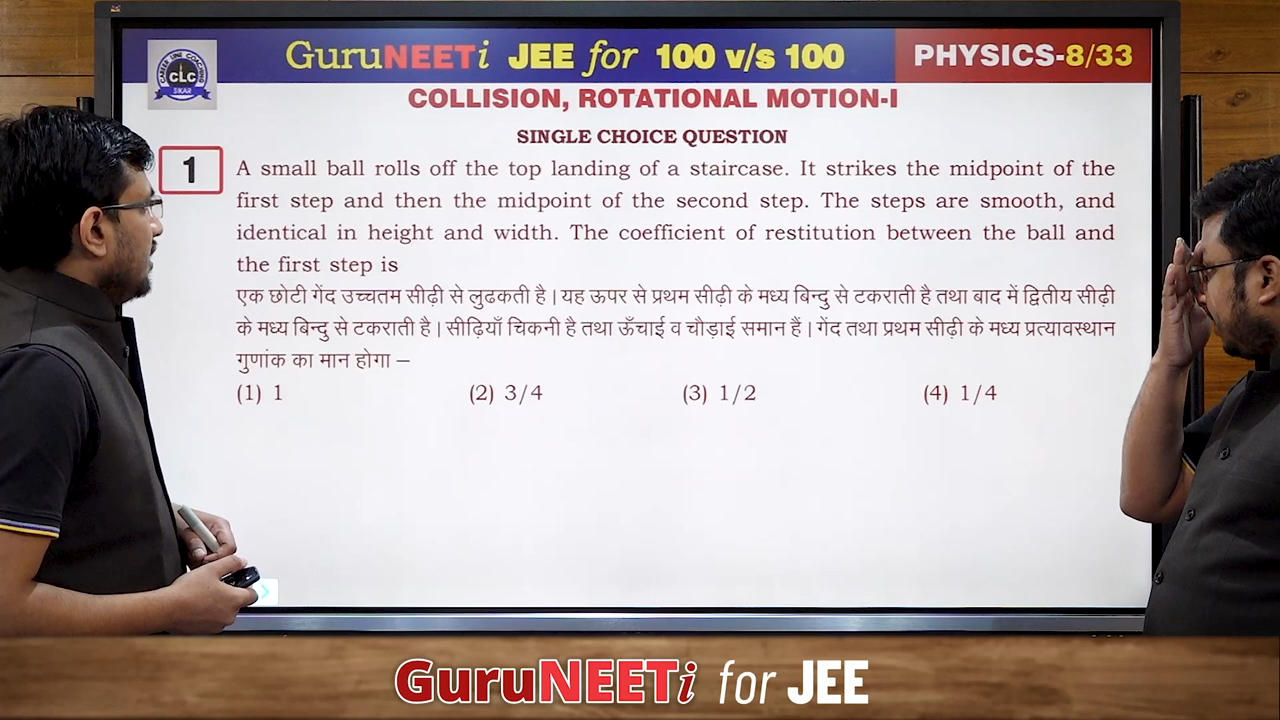 GuruNEETi JEE for 100 v/s 100
PHYSICS-8/33
CAREER LINE COACHING
CLC
SIKAR
COLLISION, ROTATIONAL MOTION-I
SINGLE CHOICE QUESTION
1
A small ball rolls off the top landing of a staircase. It strikes the midpoint of the
first step and then the midpoint of the second step. The steps are smooth, and
identical in height and width. The coefficient of restitution between the ball and
the first step is
एक छोटी गेंद उच्चतम सीढ़ी से लुढकती है। यह ऊपर से प्रथम सीढ़ी के मध्य बिन्दु से टकराती है तथा बाद में द्वितीय सीढ़ी
के मध्य बिन्दु से टकराती है। सीढ़ियाँ चिकनी है तथा ऊँचाई व चौड़ाई समान हैं। गेंद तथा प्रथम सीढ़ी के मध्य प्रत्यावस्थान
गुणांक का मान होगा –
(1) 1 (2) 3/4 (3) 1/2 (4) 1/4
GuruNEETi for JEE